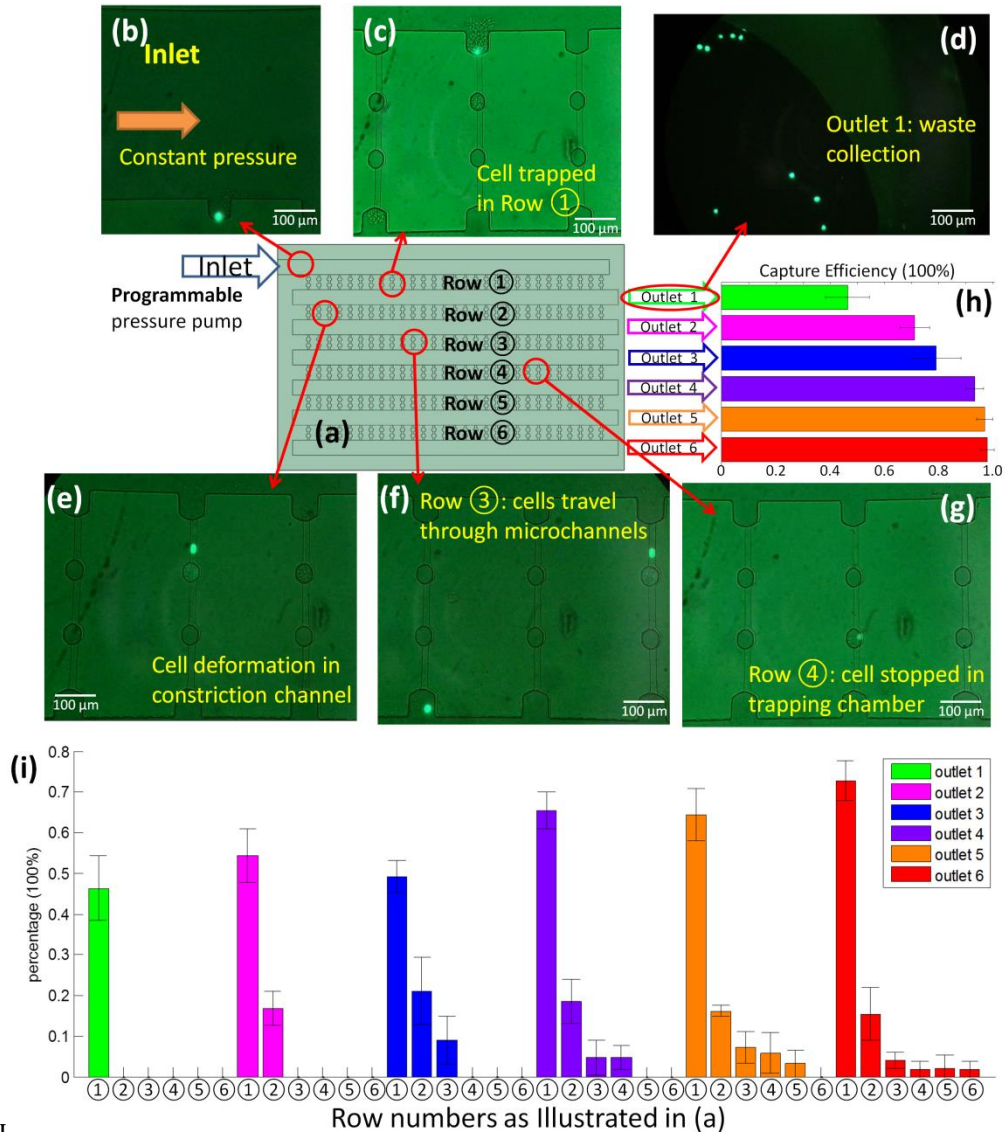 (b)
Inlet
Constant pressure
100 µm
(c)
Cell trapped
in Row ①
100 µm
(d)
Outlet 1: waste
collection
100 µm
Inlet
Programmable
pressure pump
Row ①
Row ②
Row ③
Row ④
Row ⑤
Row ⑥
(a)
Outlet 1
Outlet 2
Outlet 3
Outlet 4
Outlet 5
Outlet 6
Capture Efficiency (100%)
(h)
0 0.2 0.4 0.6 0.8 1.0
(e)
Cell deformation in
constriction channel
100 µm
(f)
Row ③: cells travel
through microchannels
100 µm
(g)
Row ④: cell stopped in
trapping chamber
100 µm
(i)
percentage (100%)
0.8
0.7
0.6
0.5
0.4
0.3
0.2
0.1
0
outlet 1
outlet 2
outlet 3
outlet 4
outlet 5
outlet 6
① ② ③ ④ ⑤ ⑥ ① ② ③ ④ ⑤ ⑥ ① ② ③ ④ ⑤ ⑥ ① ② ③ ④ ⑤ ⑥ ① ② ③ ④ ⑤ ⑥ ① ② ③ ④ ⑤ ⑥
Row numbers as Illustrated in (a)